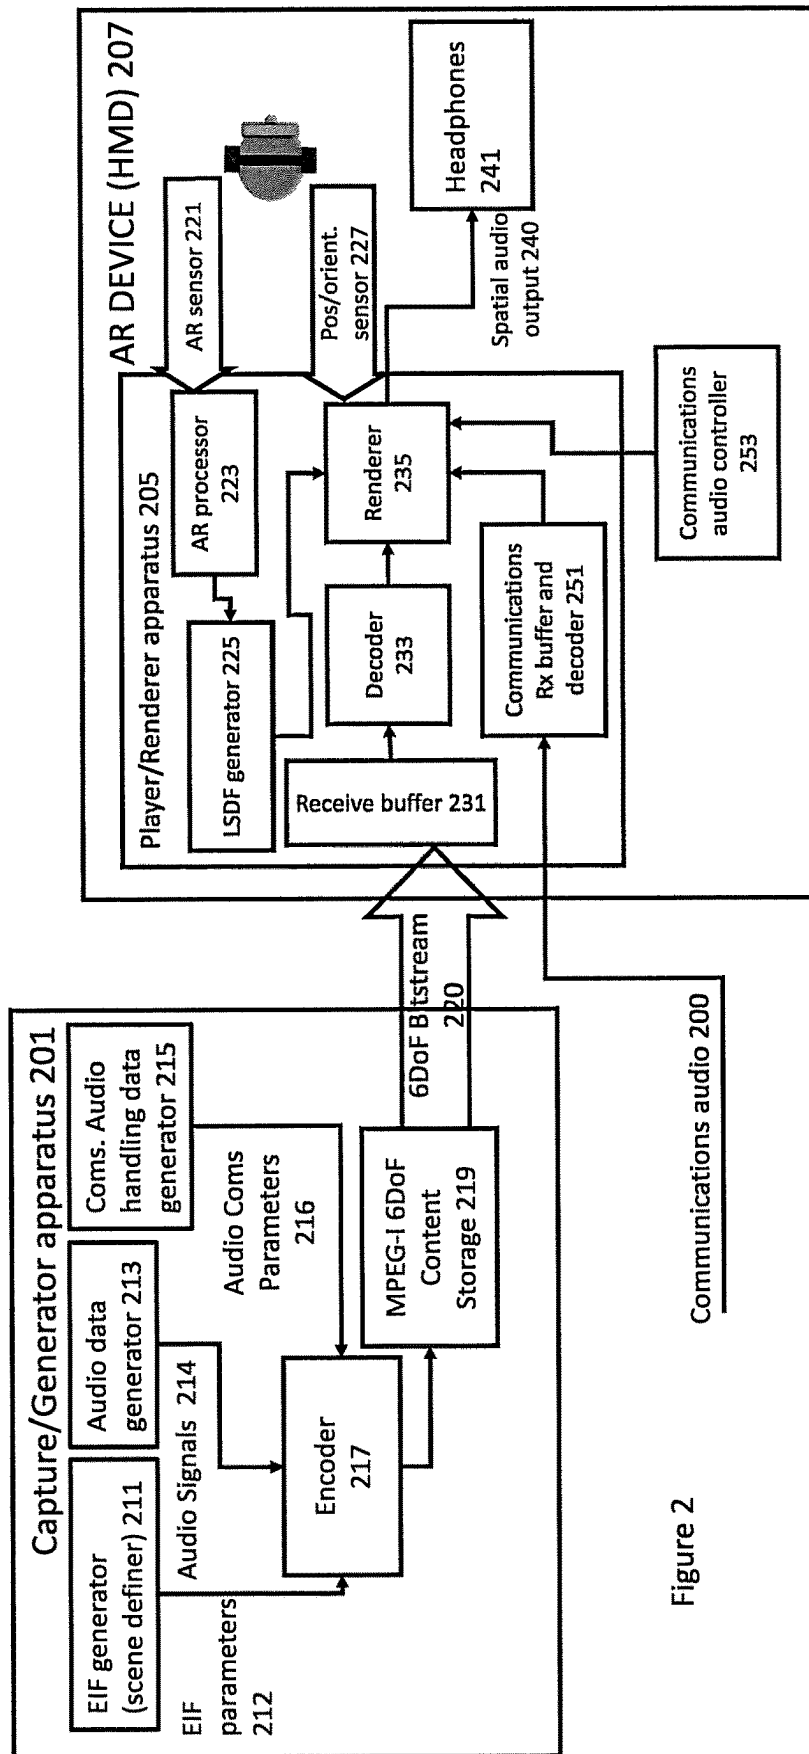 Capture/Generator apparatus 201
EIF generator
(scene definer) 211
Audio data
generator 213
Coms. Audio
handling data
generator 215
EIF
parameters
212
Audio Signals 214
Audio Coms
Parameters
216
Encoder
217
MPEG-I 6DoF
Content
Storage 219
6DoF Bitstream
220
Communications audio 200
AR DEVICE (HMD) 207
Player/Renderer apparatus 205
AR processor
223
AR sensor 221
LSDF generator 225
Pos/orient.
sensor 227
Receive buffer 231
Decoder
233
Renderer
235
Spatial audio
output 240
Headphones
241
Communications
Rx buffer and
decoder 251
Communications
audio controller
253
Figure 2